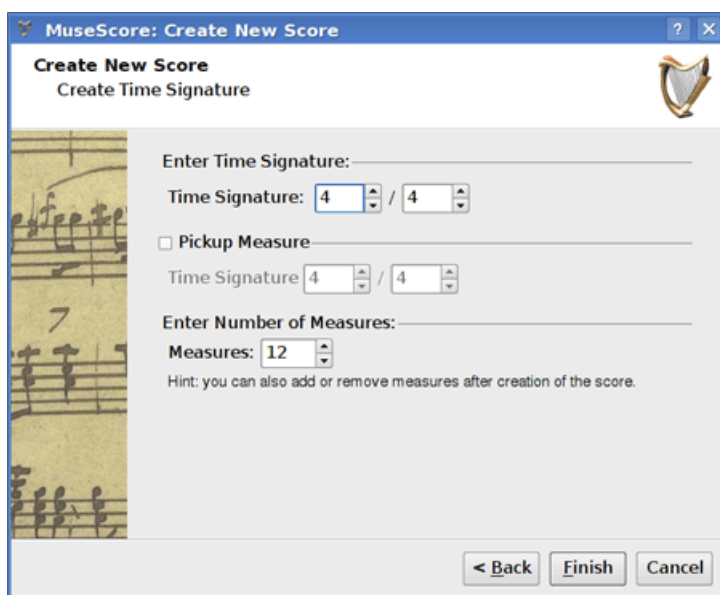 MuseScore: Create New Score
Create New Score
Create Time Signature
Enter Time Signature:
Time Signature: 4 / 4
Pickup Measure
Time Signature 4 / 4
Enter Number of Measures:
Measures: 12
Hint: you can also add or remove measures after creation of the score.
< Back Finish Cancel